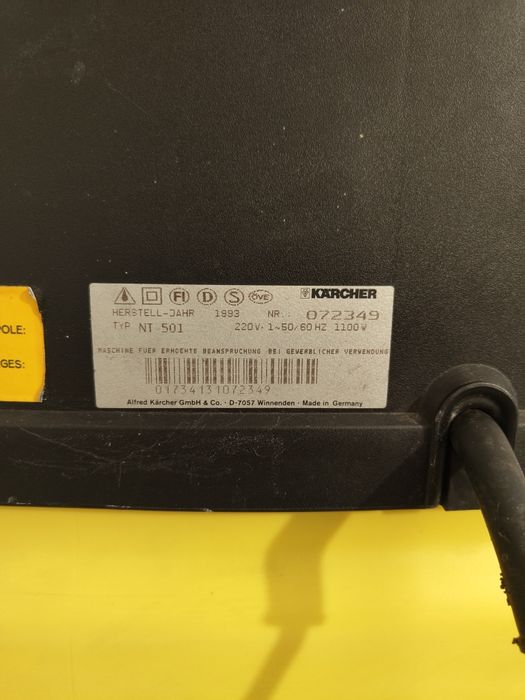 POLE:
GES:
FI D S ÖVE KÄRCHER
HERSTELL-JAHR 1993 NR.: 072349
TYP NT 501 220V· 1~50/60HZ 1100W
MASCHINE FUER ERHOEHTE BEANSPRUCHUNG BEI GEWERBLICHER VERWENDUNG
01734131072349
Alfred Kärcher GmbH & Co. · D-7057 Winnenden · Made in Germany